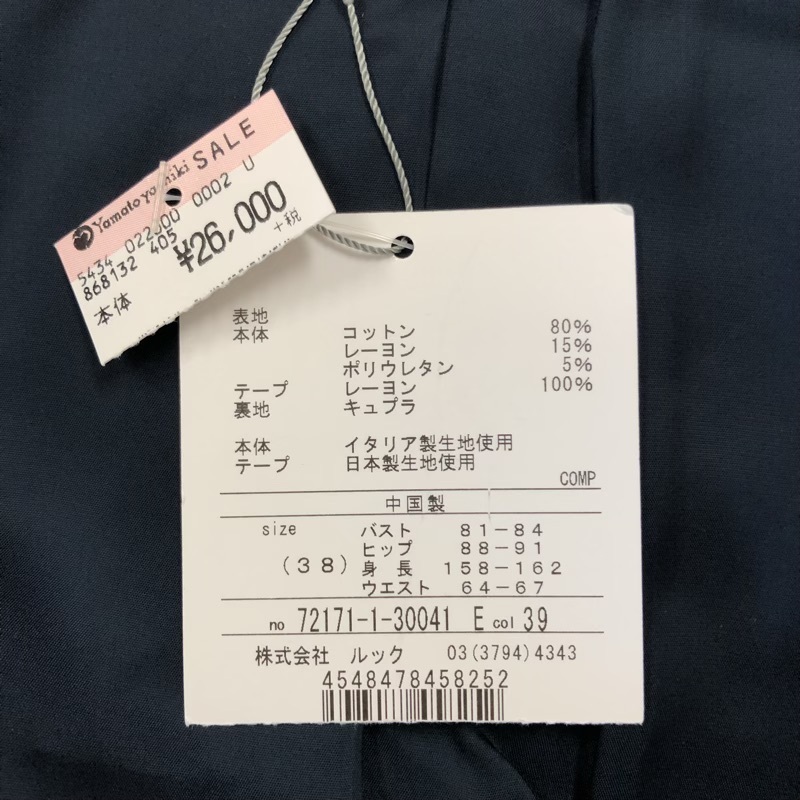 Yamatoyashiki SALE
5434 022300 0002 U
868132 405
¥26,000
+税
本体
表地
本体 コットン 80%
レーヨン 15%
ポリウレタン 5%
テープ レーヨン 100%
裏地 キュプラ
本体 イタリア製生地使用
テープ 日本製生地使用
COMP
中国製
size バスト 81-84
ヒップ 88-91
(38) 身長 158-162
ウエスト 64-67
no 72171-1-30041 E col 39
株式会社 ルック 03(3794)4343
4548478458252